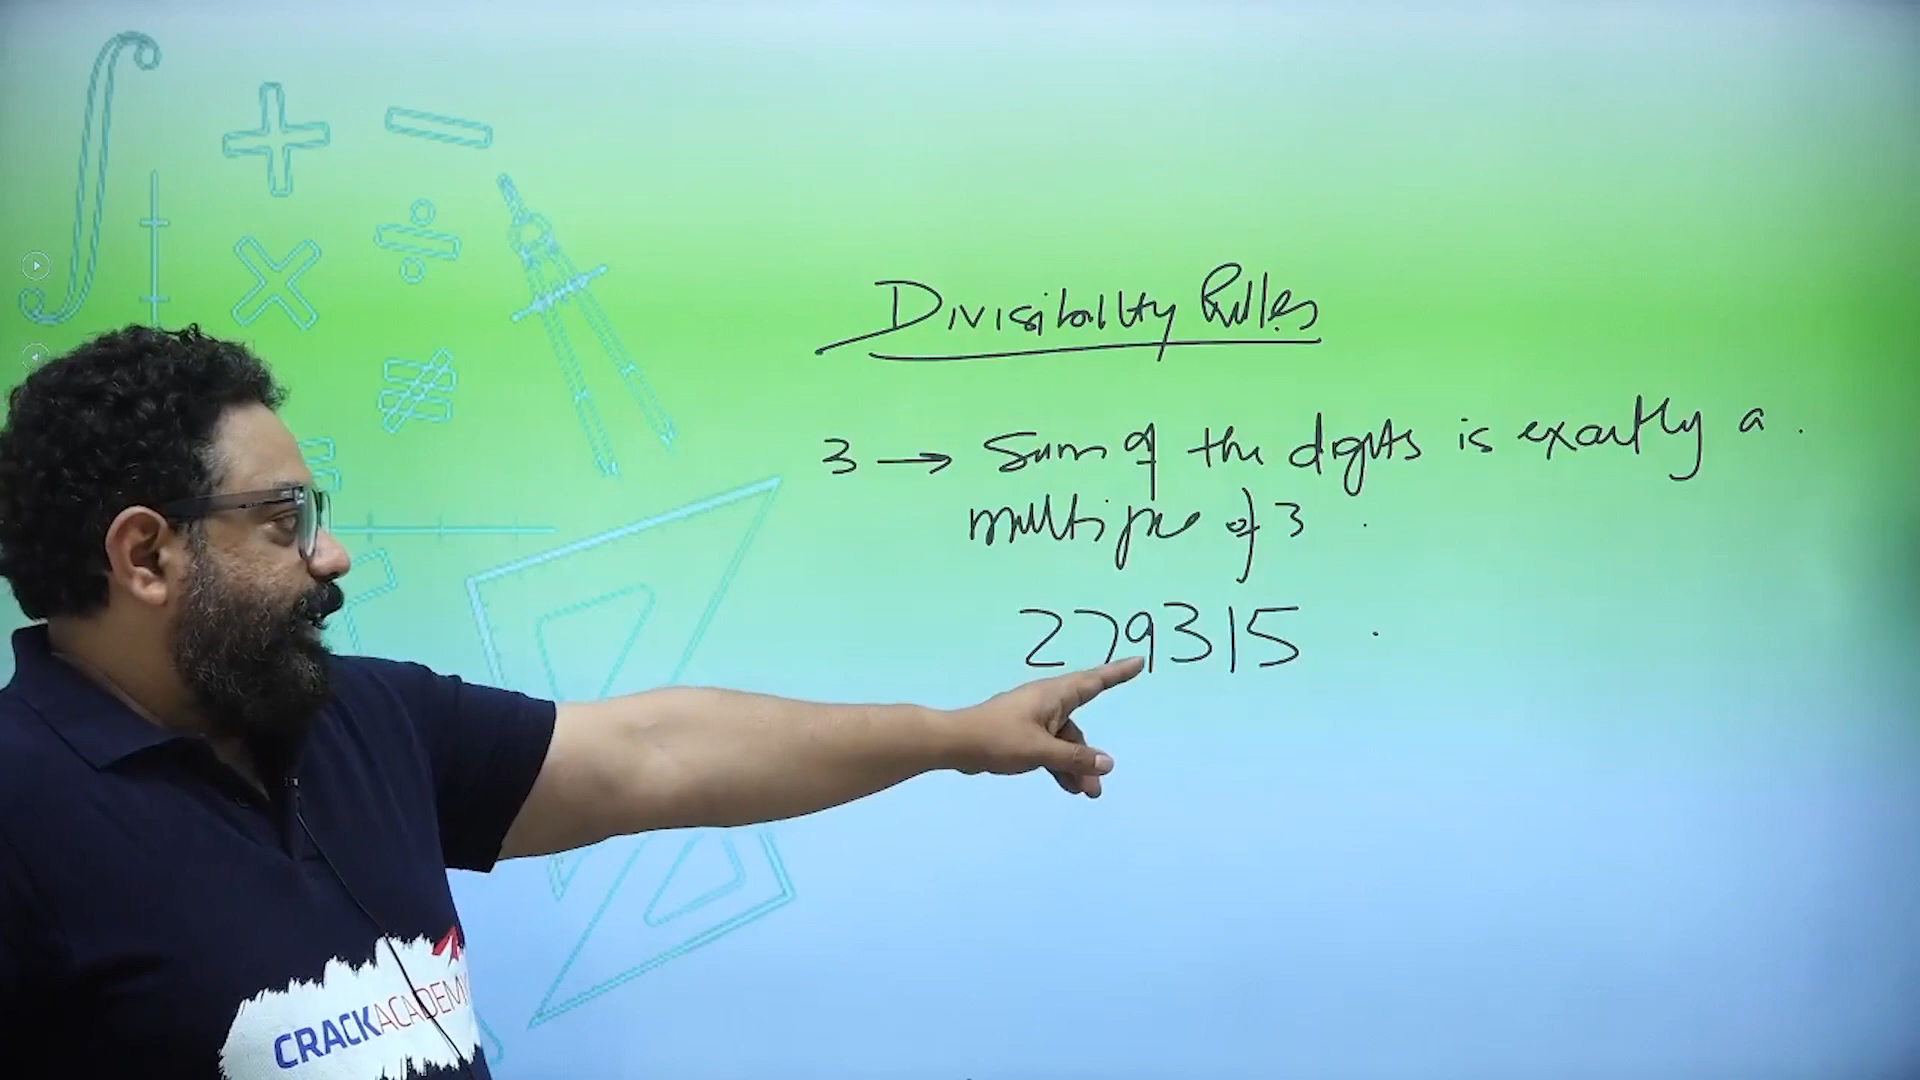 Divisibility Rules
3 → Sum of the digits is exactly a
multiple of 3
279315
CRACKACADEMY